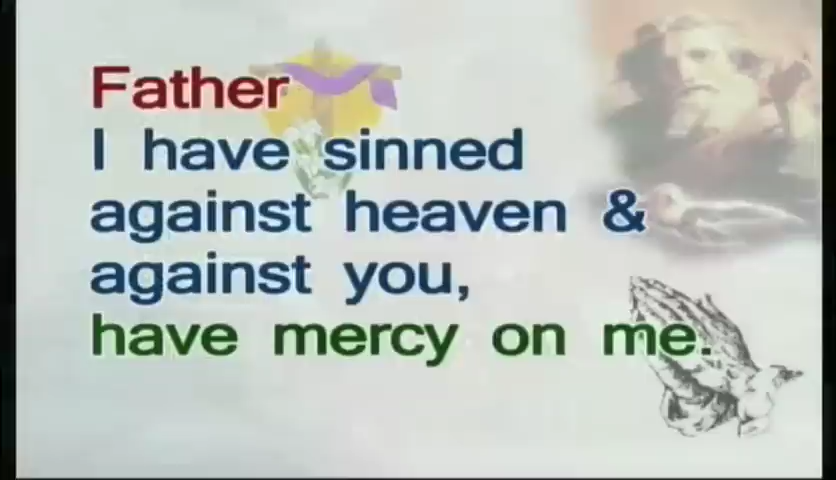 Father
I have sinned
against heaven &
against you,
have mercy on me.